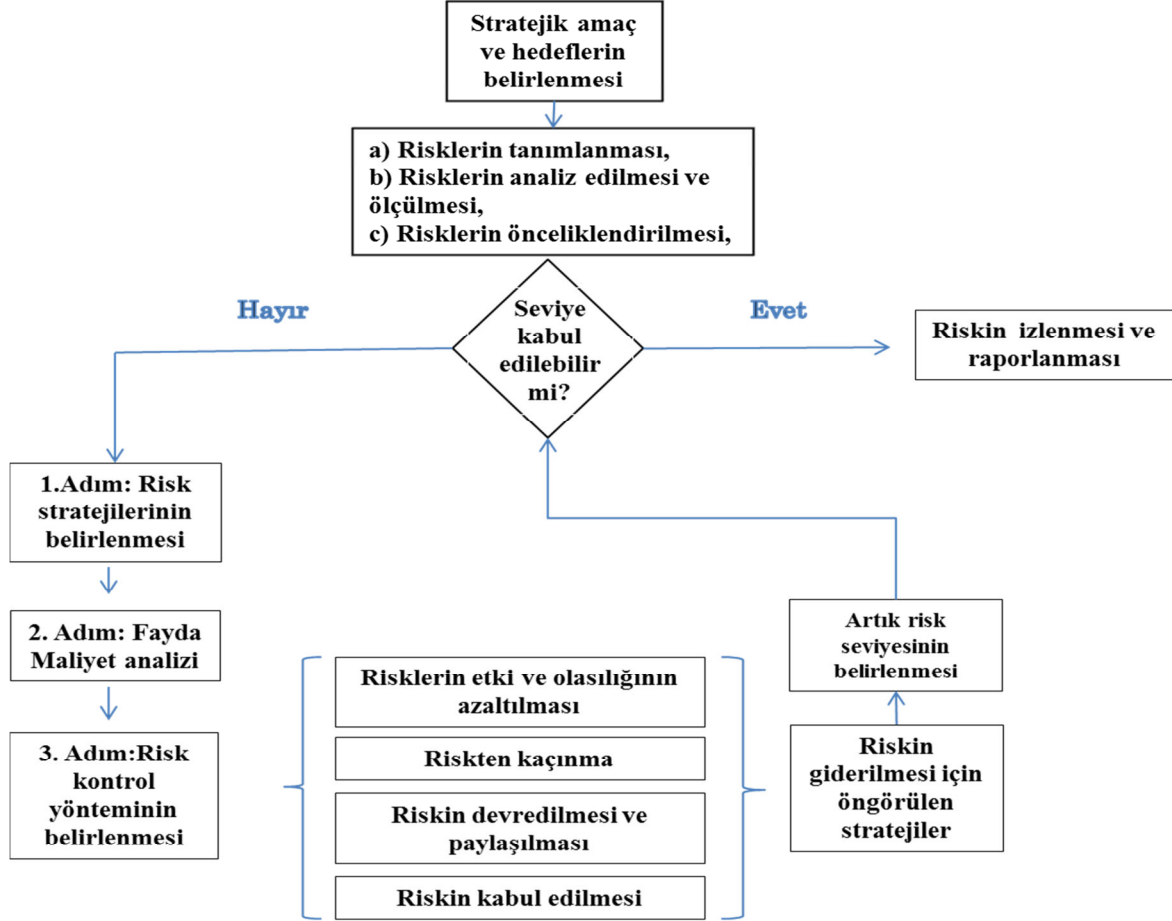 Stratejik amaç
ve hedeflerin
belirlenmesi
a) Risklerin tanımlanması,
b) Risklerin analiz edilmesi ve
ölçülmesi,
c) Risklerin önceliklendirilmesi,
Hayır
Seviye
kabul
edilebilir
mi?
Evet
Riskin izlenmesi ve
raporlanması
1.Adım: Risk
stratejilerinin
belirlenmesi
2. Adım: Fayda
Maliyet analizi
3. Adım:Risk
kontrol
yönteminin
belirlenmesi
Risklerin etki ve olasılığının
azaltılması
Riskten kaçınma
Riskin devredilmesi ve
paylaşılması
Riskin kabul edilmesi
Artık risk
seviyesinin
belirlenmesi
Riskin
giderilmesi için
öngörülen
stratejiler